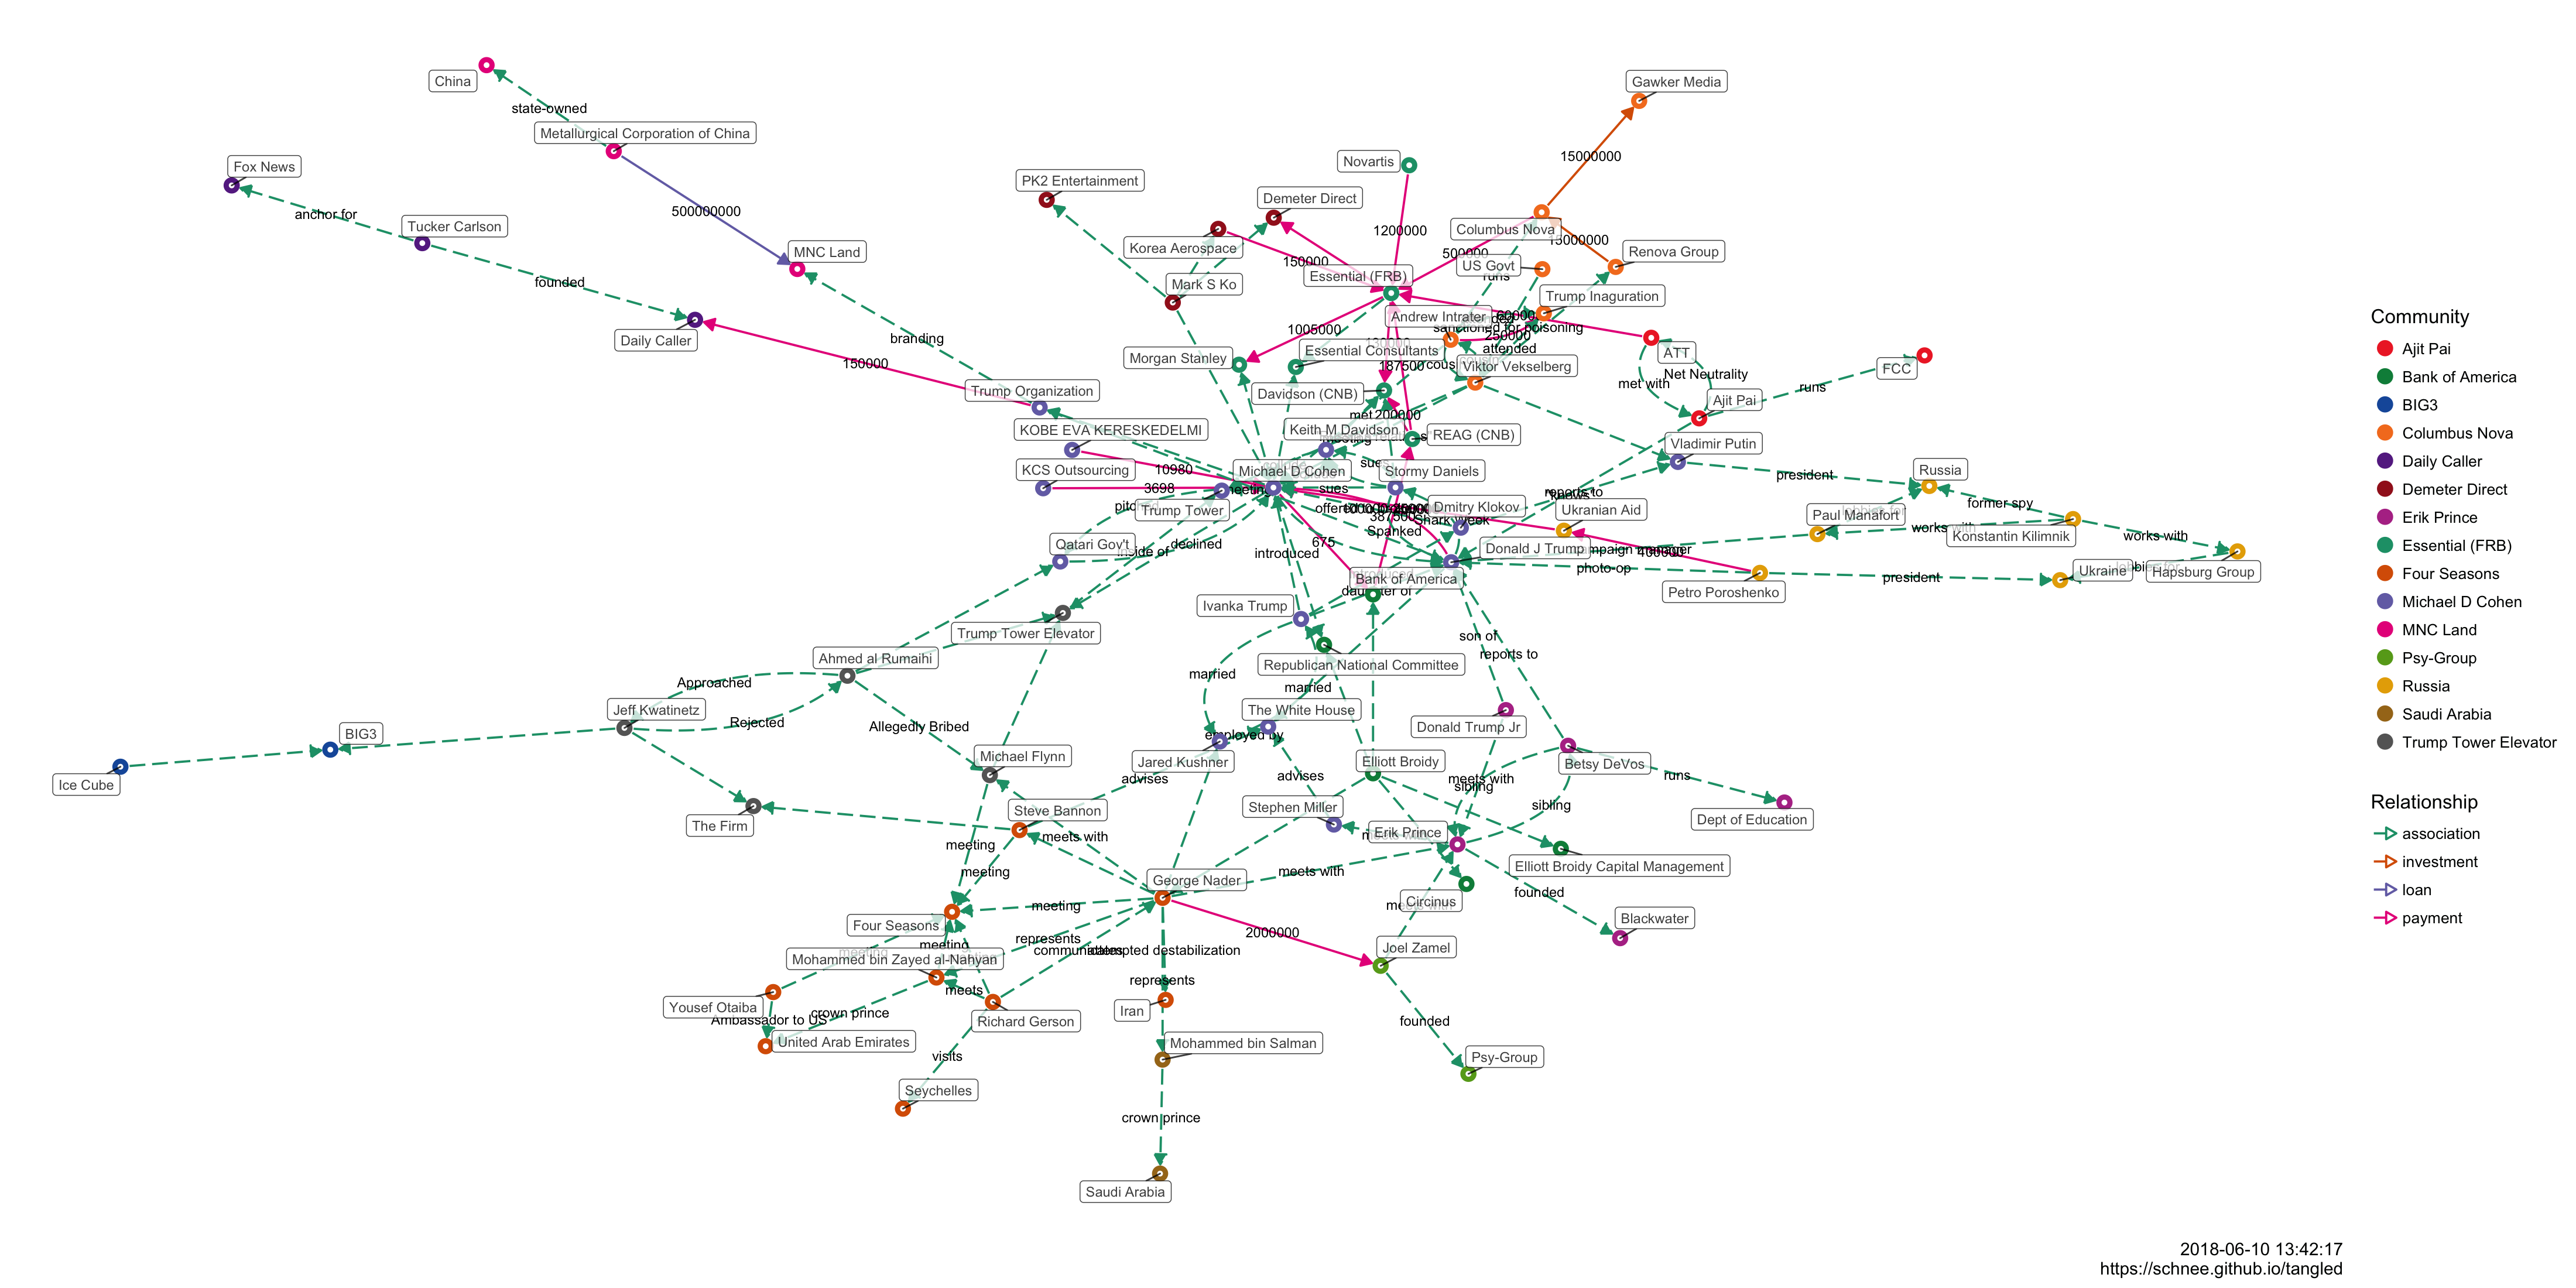 China
state-owned
Metallurgical Corporation of China
Fox News
anchor for
Tucker Carlson
500000000
MNC Land
founded
Daily Caller
150000
branding
Gawker Media
15000000
Novartis
PK2 Entertainment
Demeter Direct
1200000
Columbus Nova
Korea Aerospace
150000
Essential (FRB)
US Govt
runs
Renova Group
Mark S Ko
Trump Inaguration
Andrew Intrater
60000
sanctioned for poisoning
250000
attended
1005000
Essential Consultants
Morgan Stanley
187500
Viktor Vekselberg
ATT
met with
Net Neutrality
FCC
runs
Ajit Pai
Davidson (CNB)
200000
Trump Organization
KOBE EVA KERESKEDELMI
Keith M Davidson
REAG (CNB)
Vladimir Putin
president
Russia
KCS Outsourcing
10980
3698
Michael D Cohen
Stormy Daniels
sues
Trump Tower
Dmitry Klokov
Shark Week
387500
Spanked
Ukranian Aid
Paul Manafort
former spy
works with
Konstantin Kilimnik
works with
Hapsburg Group
Ukraine
president
Petro Poroshenko
photo-op
Donald J Trump
Bank of America
675
introduced
Qatari Gov't
inside of
declined
Ivanka Trump
Trump Tower Elevator
Ahmed al Rumaihi
Approached
Rejected
Jeff Kwatinetz
BIG3
Ice Cube
Allegedly Bribed
The Firm
Michael Flynn
Republican National Committee
married
married
son of
reports to
The White House
employed by
Jared Kushner
Donald Trump Jr
Betsy DeVos
runs
Dept of Education
Elliott Broidy
meets with
sibling
sibling
advises
advises
Stephen Miller
Steve Bannon
meets with
Erik Prince
Elliott Broidy Capital Management
Circinus
founded
Blackwater
George Nader
meets with
meeting
meeting
meeting
Four Seasons
2000000
Joel Zamel
founded
Psy-Group
represents
meeting
Mohammed bin Zayed al-Nahyan
meets
Yousef Otaiba
Ambassador to US
crown prince
United Arab Emirates
Richard Gerson
visits
Seychelles
represents
Iran
Mohammed bin Salman
crown prince
Saudi Arabia
Community
Ajit Pai
Bank of America
BIG3
Columbus Nova
Daily Caller
Demeter Direct
Erik Prince
Essential (FRB)
Four Seasons
Michael D Cohen
MNC Land
Psy-Group
Russia
Saudi Arabia
Trump Tower Elevator
Relationship
association
investment
loan
payment
2018-06-10 13:42:17
https://schnee.github.io/tangled